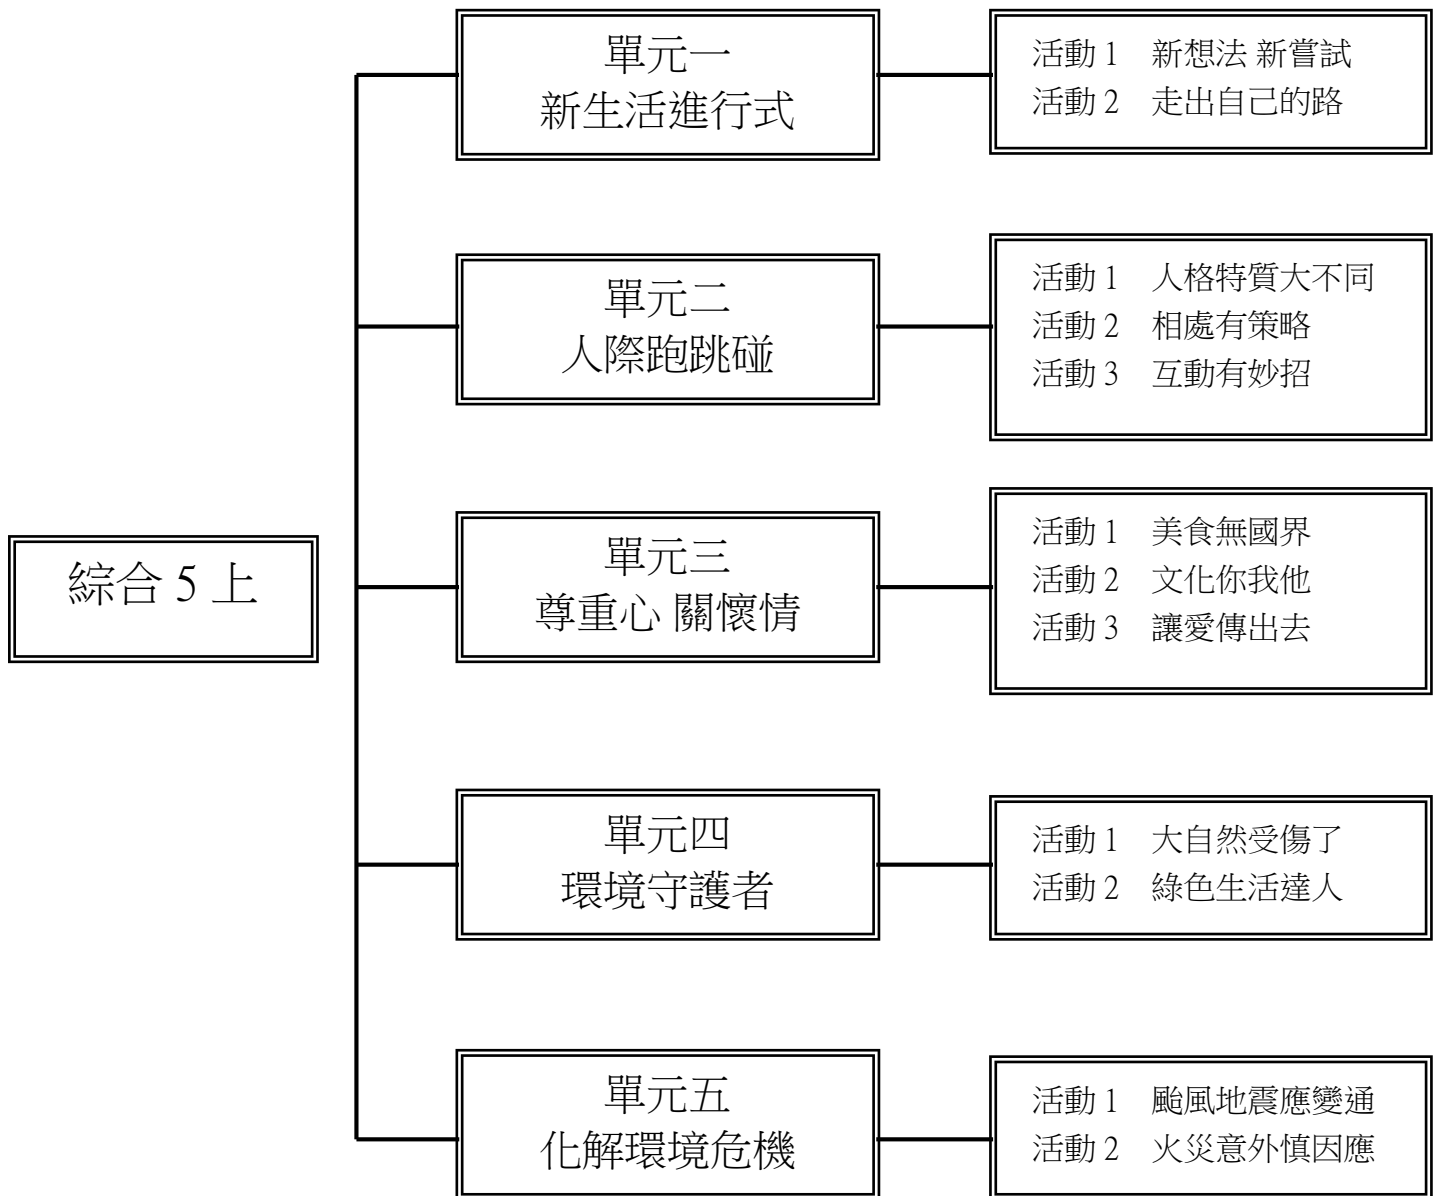 綜合 5 上
單元一
新生活進行式
活動 1　新想法 新嘗試
活動 2　走出自己的路
單元二
人際跑跳碰
活動 1　人格特質大不同
活動 2　相處有策略
活動 3　互動有妙招
單元三
尊重心 關懷情
活動 1　美食無國界
活動 2　文化你我他
活動 3　讓愛傳出去
單元四
環境守護者
活動 1　大自然受傷了
活動 2　綠色生活達人
單元五
化解環境危機
活動 1　颱風地震應變通
活動 2　火災意外慎因應